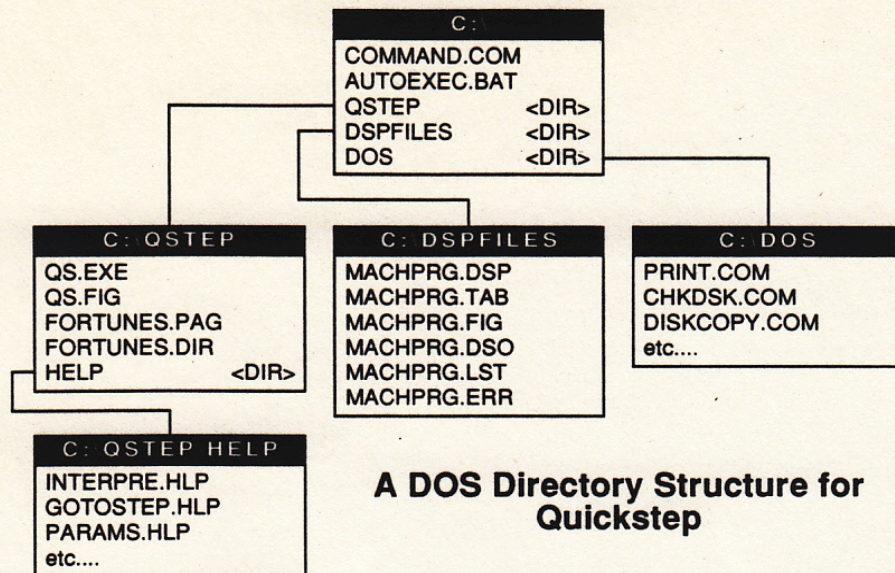 C:\
COMMAND.COM
AUTOEXEC.BAT
QSTEP <DIR>
DSPFILES <DIR>
DOS <DIR>
C:\QSTEP
QS.EXE
QS.FIG
FORTUNES.PAG
FORTUNES.DIR
HELP <DIR>
C:\DSPFILES
MACHPRG.DSP
MACHPRG.TAB
MACHPRG.FIG
MACHPRG.DSO
MACHPRG.LST
MACHPRG.ERR
C:\DOS
PRINT.COM
CHKDSK.COM
DISKCOPY.COM
etc....
C:\QSTEP\HELP
INTERPRE.HLP
GOTOSTEP.HLP
PARAMS.HLP
etc....
A DOS Directory Structure for
Quickstep